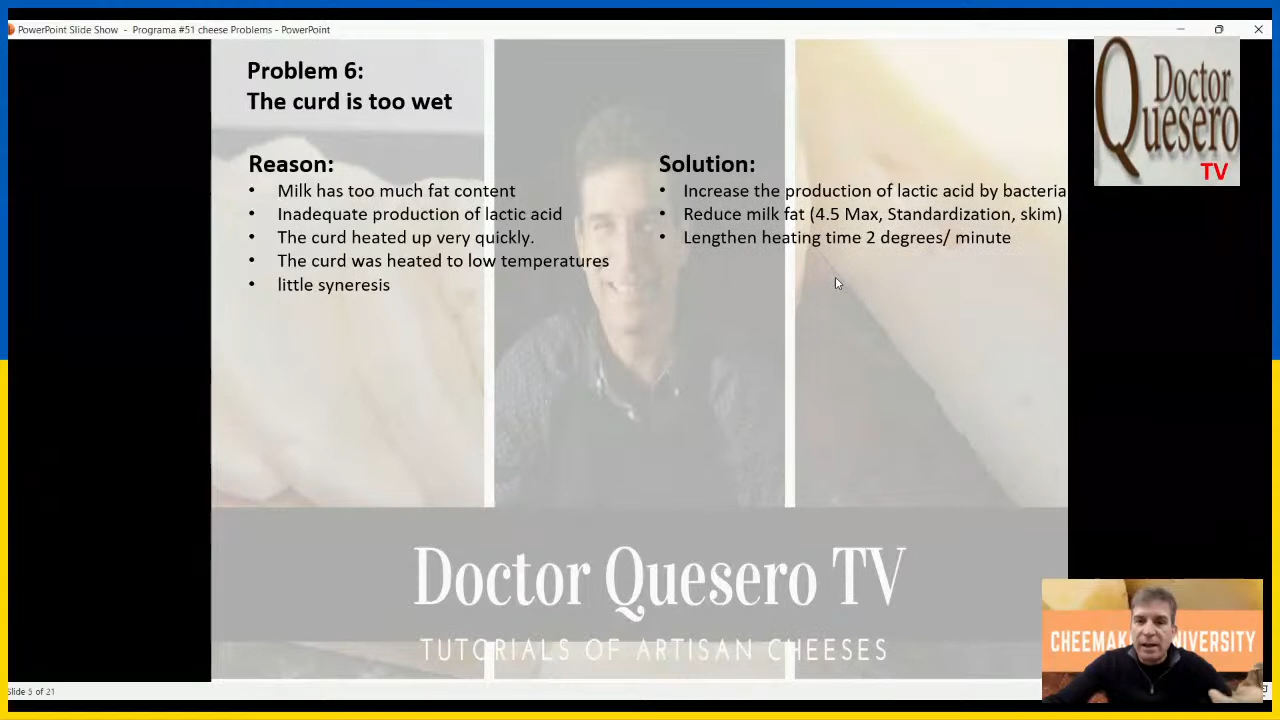 PowerPoint Slide Show - Programa #51 cheese Problems - PowerPoint
Problem 6:
The curd is too wet
Reason:
• Milk has too much fat content
• Inadequate production of lactic acid
• The curd heated up very quickly.
• The curd was heated to low temperatures
• little syneresis
Solution:
• Increase the production of lactic acid by bacteria
• Reduce milk fat (4.5 Max, Standardization, skim)
• Lengthen heating time 2 degrees/ minute
Doctor
Quesero
TV
Doctor Quesero TV
TUTORIALS OF ARTISAN CHEESES
Slide 5 of 21